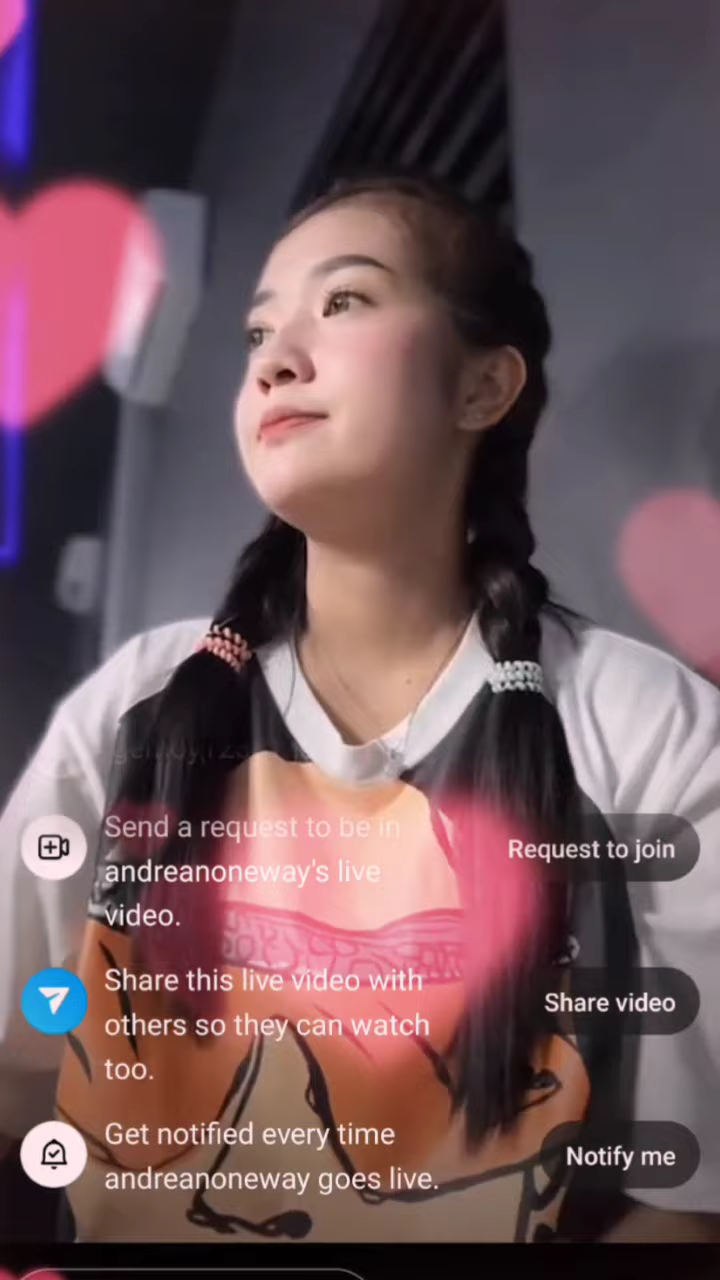 Send a request to be in
andreanoneway's live
video.
Request to join
Share this live video with
others so they can watch
too.
Share video
Get notified every time
andreanoneway goes live.
Notify me